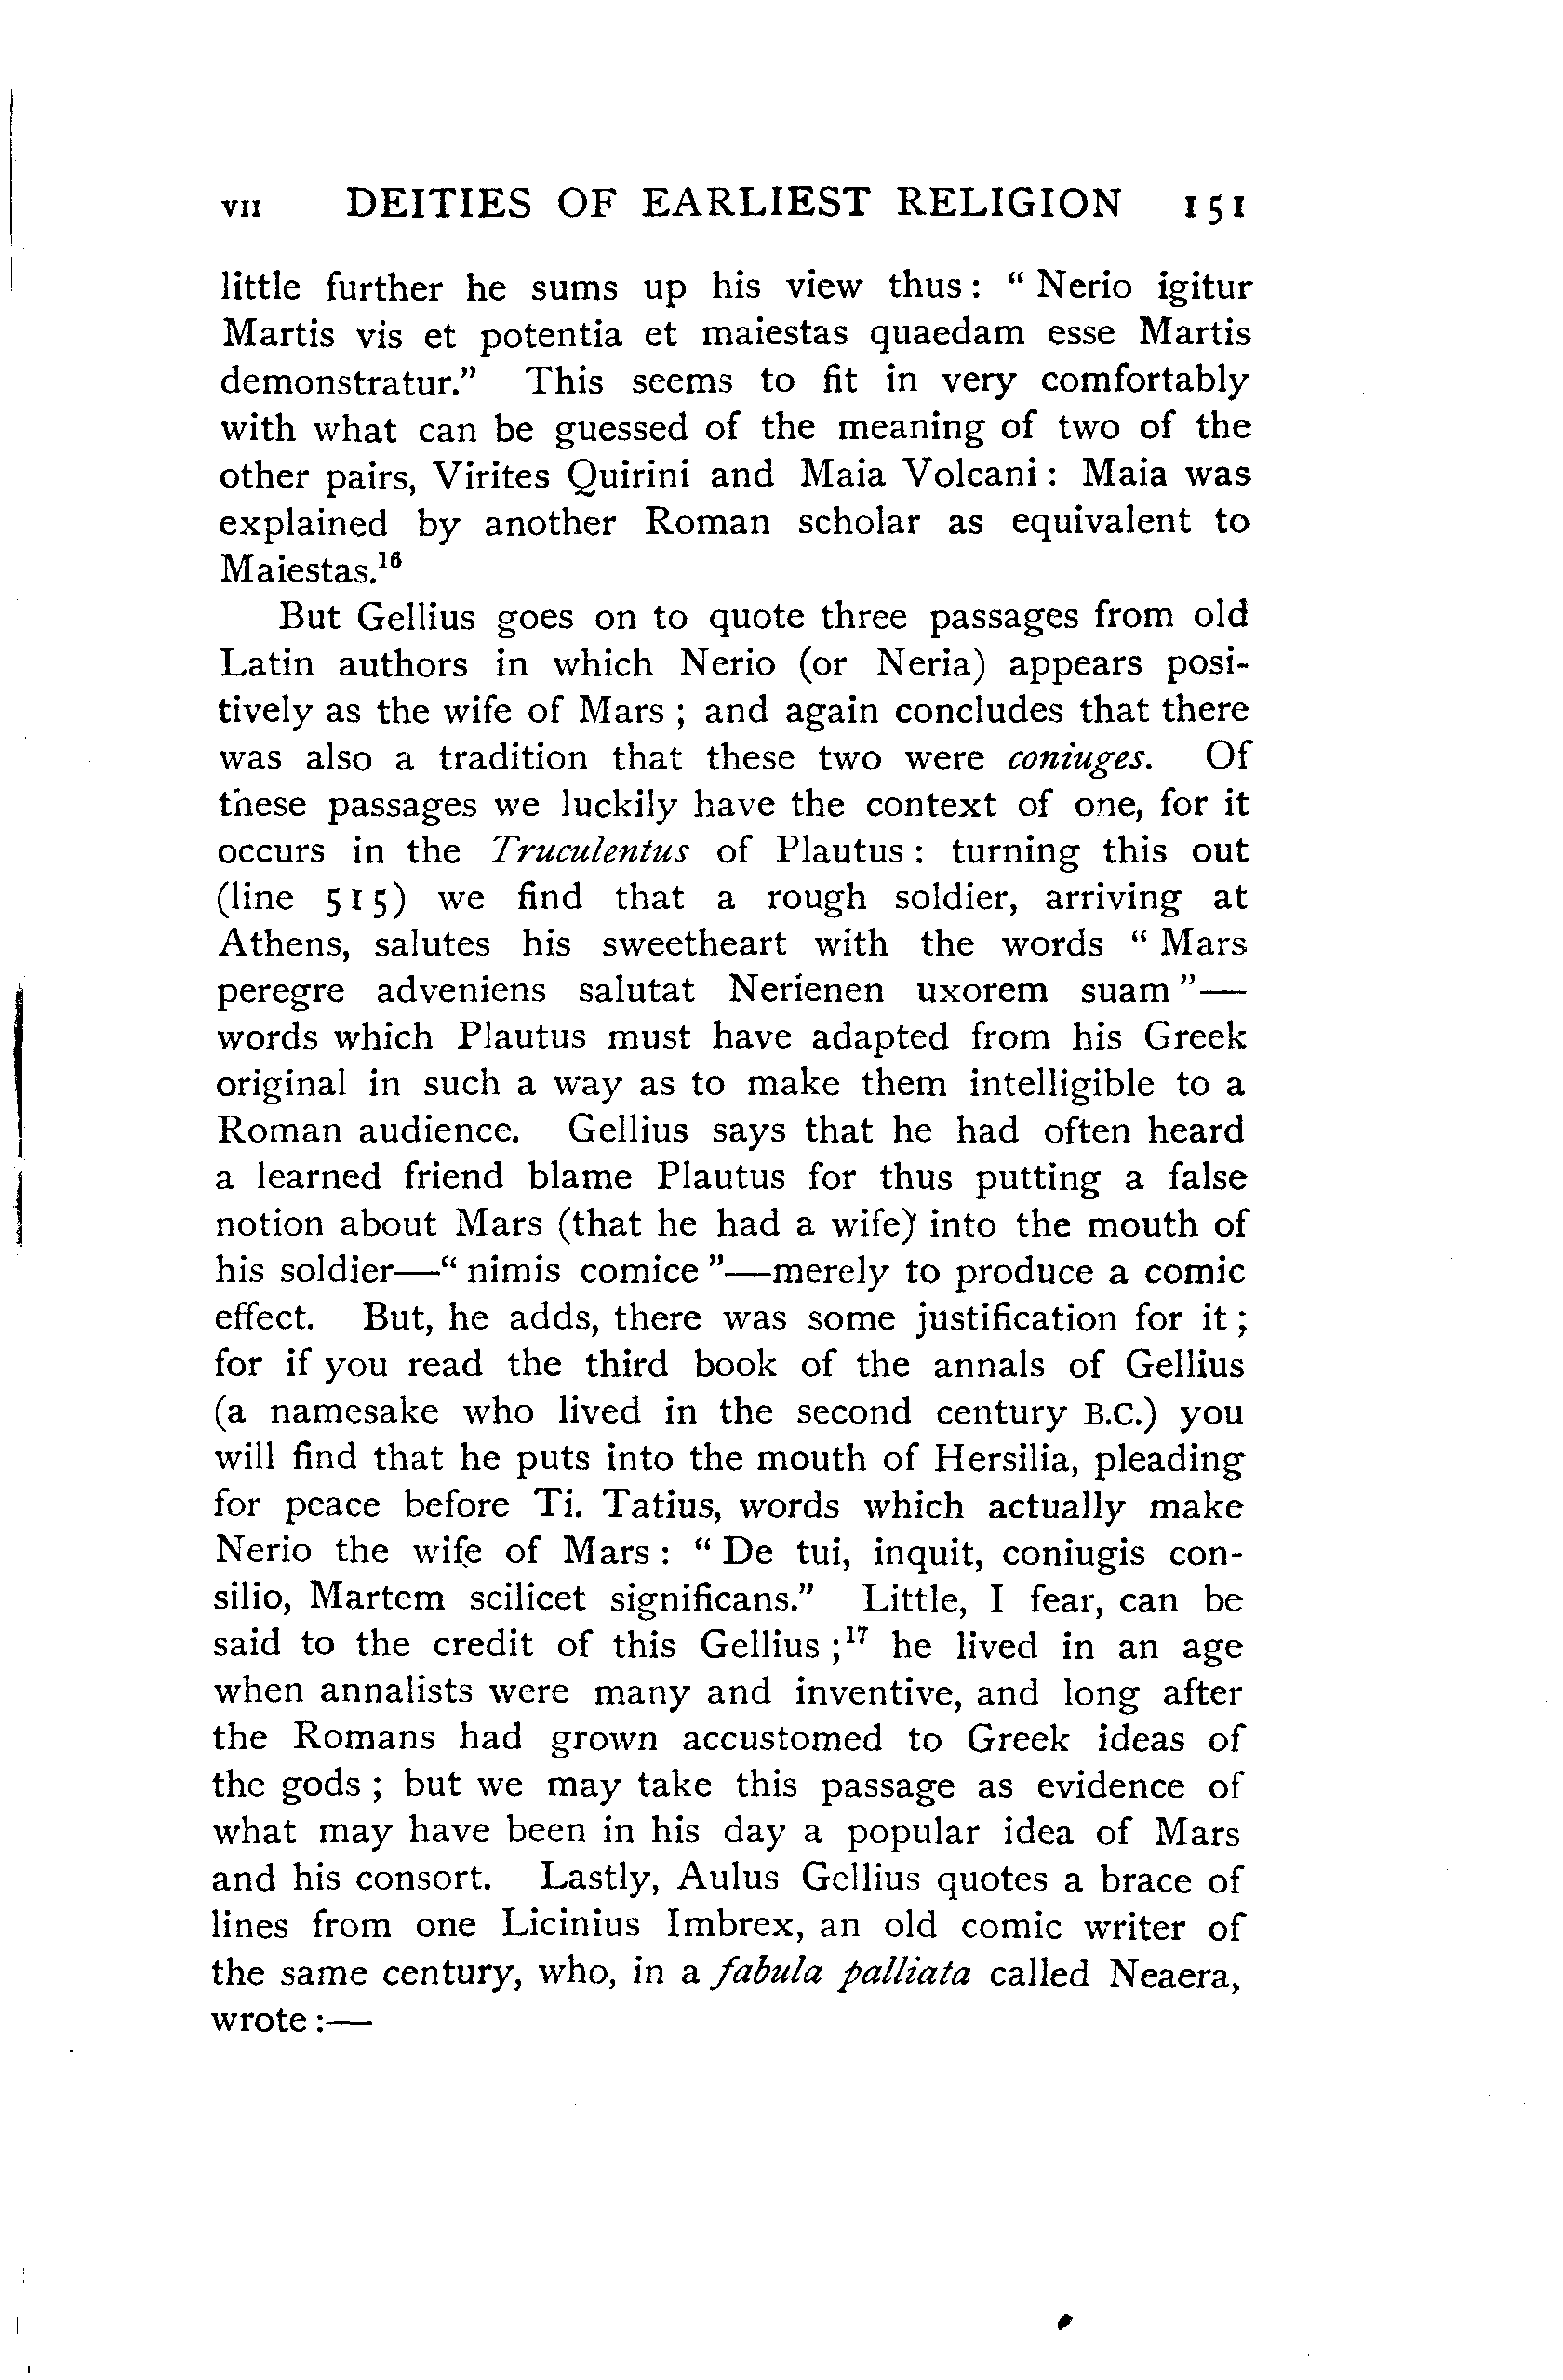 VII DEITIES OF EARLIEST RELIGION 151
little further he sums up his view thus: “Nerio igitur
Martis vis et potentia et maiestas quaedam esse Martis
demonstratur.” This seems to fit in very comfortably
with what can be guessed of the meaning of two of the
other pairs, Virites Quirini and Maia Volcani: Maia was
explained by another Roman scholar as equivalent to
Maiestas.¹⁶
But Gellius goes on to quote three passages from old
Latin authors in which Nerio (or Neria) appears posi-
tively as the wife of Mars; and again concludes that there
was also a tradition that these two were coniuges. Of
these passages we luckily have the context of one, for it
occurs in the Truculentus of Plautus: turning this out
(line 515) we find that a rough soldier, arriving at
Athens, salutes his sweetheart with the words “Mars
peregre adveniens salutat Nerienen uxorem suam”—
words which Plautus must have adapted from his Greek
original in such a way as to make them intelligible to a
Roman audience. Gellius says that he had often heard
a learned friend blame Plautus for thus putting a false
notion about Mars (that he had a wife) into the mouth of
his soldier—“nimis comice”—merely to produce a comic
effect. But, he adds, there was some justification for it;
for if you read the third book of the annals of Gellius
(a namesake who lived in the second century B.C.) you
will find that he puts into the mouth of Hersilia, pleading
for peace before Ti. Tatius, words which actually make
Nerio the wife of Mars: “De tui, inquit, coniugis con-
silio, Martem scilicet significans.” Little, I fear, can be
said to the credit of this Gellius;¹⁷ he lived in an age
when annalists were many and inventive, and long after
the Romans had grown accustomed to Greek ideas of
the gods; but we may take this passage as evidence of
what may have been in his day a popular idea of Mars
and his consort. Lastly, Aulus Gellius quotes a brace of
lines from one Licinius Imbrex, an old comic writer of
the same century, who, in a fabula palliata called Neaera,
wrote:—